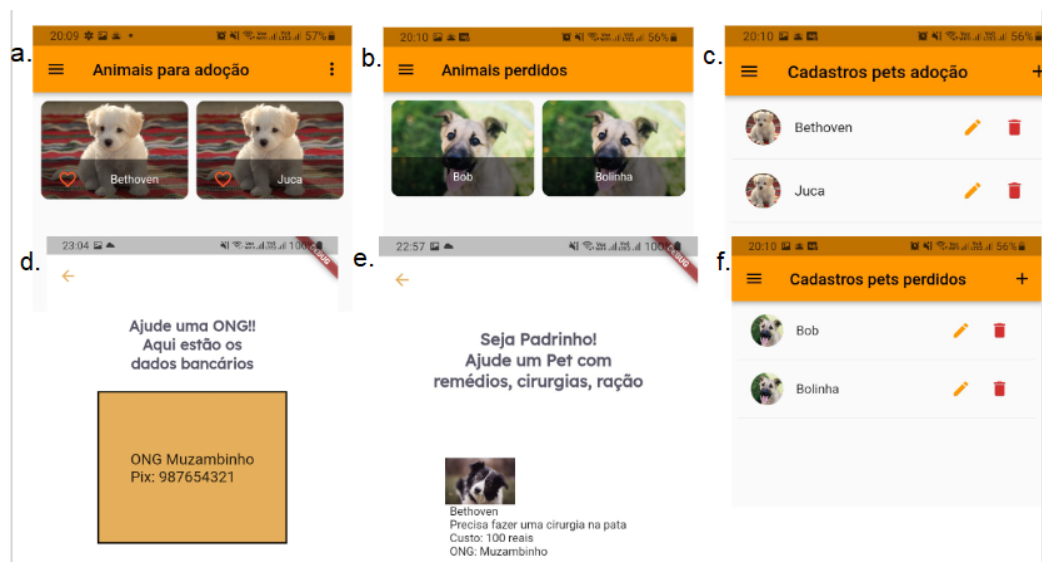 a.
20:09
57%
Animais para adoção
Bethoven
Juca
b.
20:10
56%
Animais perdidos
Bob
Bolinha
c.
20:10
56%
Cadastros pets adoção
Bethoven
Juca
d.
23:04
100%
Ajude uma ONG!!
Aqui estão os
dados bancários
ONG Muzambinho
Pix: 987654321
e.
22:57
100%
Seja Padrinho!
Ajude um Pet com
remédios, cirurgias, ração
Bethoven
Precisa fazer uma cirurgia na pata
Custo: 100 reais
ONG: Muzambinho
f.
20:10
56%
Cadastros pets perdidos
Bob
Bolinha